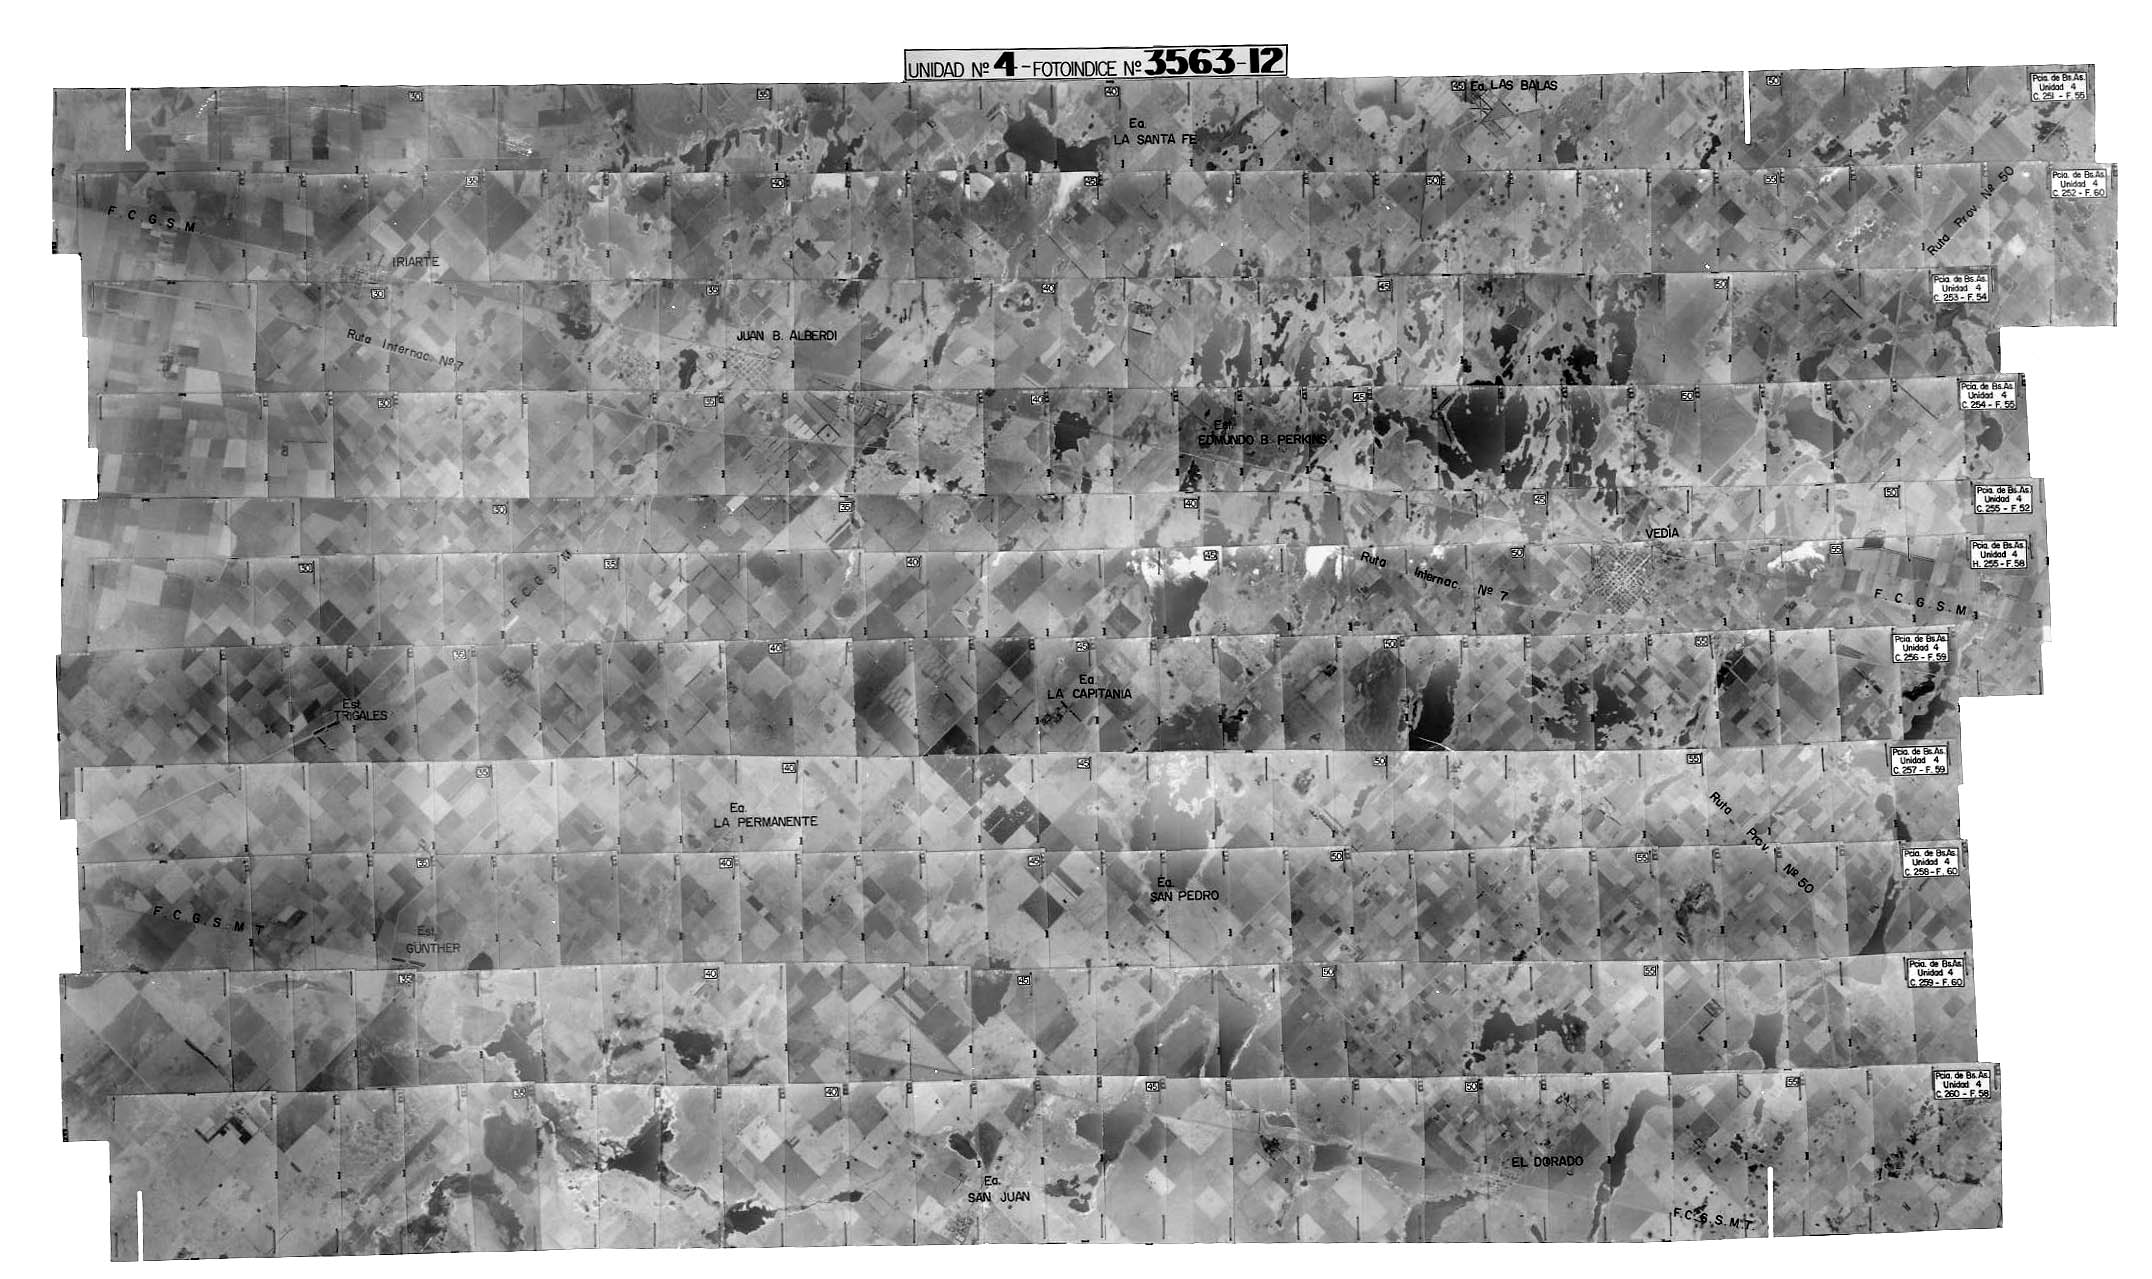 UNIDAD Nº 4 - FOTOINDICE Nº 3563-12
30
35
40
45
Ea. LAS BALAS
50
Pcia. de Bs.As.
Unidad 4
C. 251 - F. 55
Ea.
LA SANTA FE
35
40
45
50
55
Pcia. de Bs.As.
Unidad 4
C. 252 - F. 60
F. C. G. S. M
Ruta Prov. Nº 50
IRIARTE
30
35
40
45
50
Pcia. de Bs.As.
Unidad 4
C. 253 - F. 54
Ruta Internac. Nº 7
JUAN B. ALBERDI
30
35
40
45
50
Pcia. de Bs.As.
Unidad 4
C. 254 - F. 55
Est.
EDMUNDO B. PERKINS
30
35
40
45
50
Pcia. de Bs.As.
Unidad 4
C. 255 - F. 52
VEDIA
30
35
40
45
50
55
Pcia. de Bs.As.
Unidad 4
H. 255 - F. 58
F. C. G. S. M
Ruta Internac. Nº 7
F. C. G. S. M.
35
40
45
50
55
Pcia. de Bs.As.
Unidad 4
C. 256 - F. 59
Est.
TRIGALES
Ea.
LA CAPITANIA
35
40
45
50
55
Pcia. de Bs.As.
Unidad 4
C. 257 - F. 59
Ea.
LA PERMANENTE
Ruta Prov. Nº 50
35
40
45
50
55
Pcia. de Bs.As.
Unidad 4
C. 258 - F. 60
Ea.
SAN PEDRO
F. C. G. S. M T
Est.
GUNTHER
35
40
45
50
55
Pcia. de Bs.As.
Unidad 4
C. 259 - F. 60
35
40
45
50
55
Pcia. de Bs.As.
Unidad 4
C. 260 - F. 58
EL DORADO
Ea.
SAN JUAN
F. C. G. S. M. T.